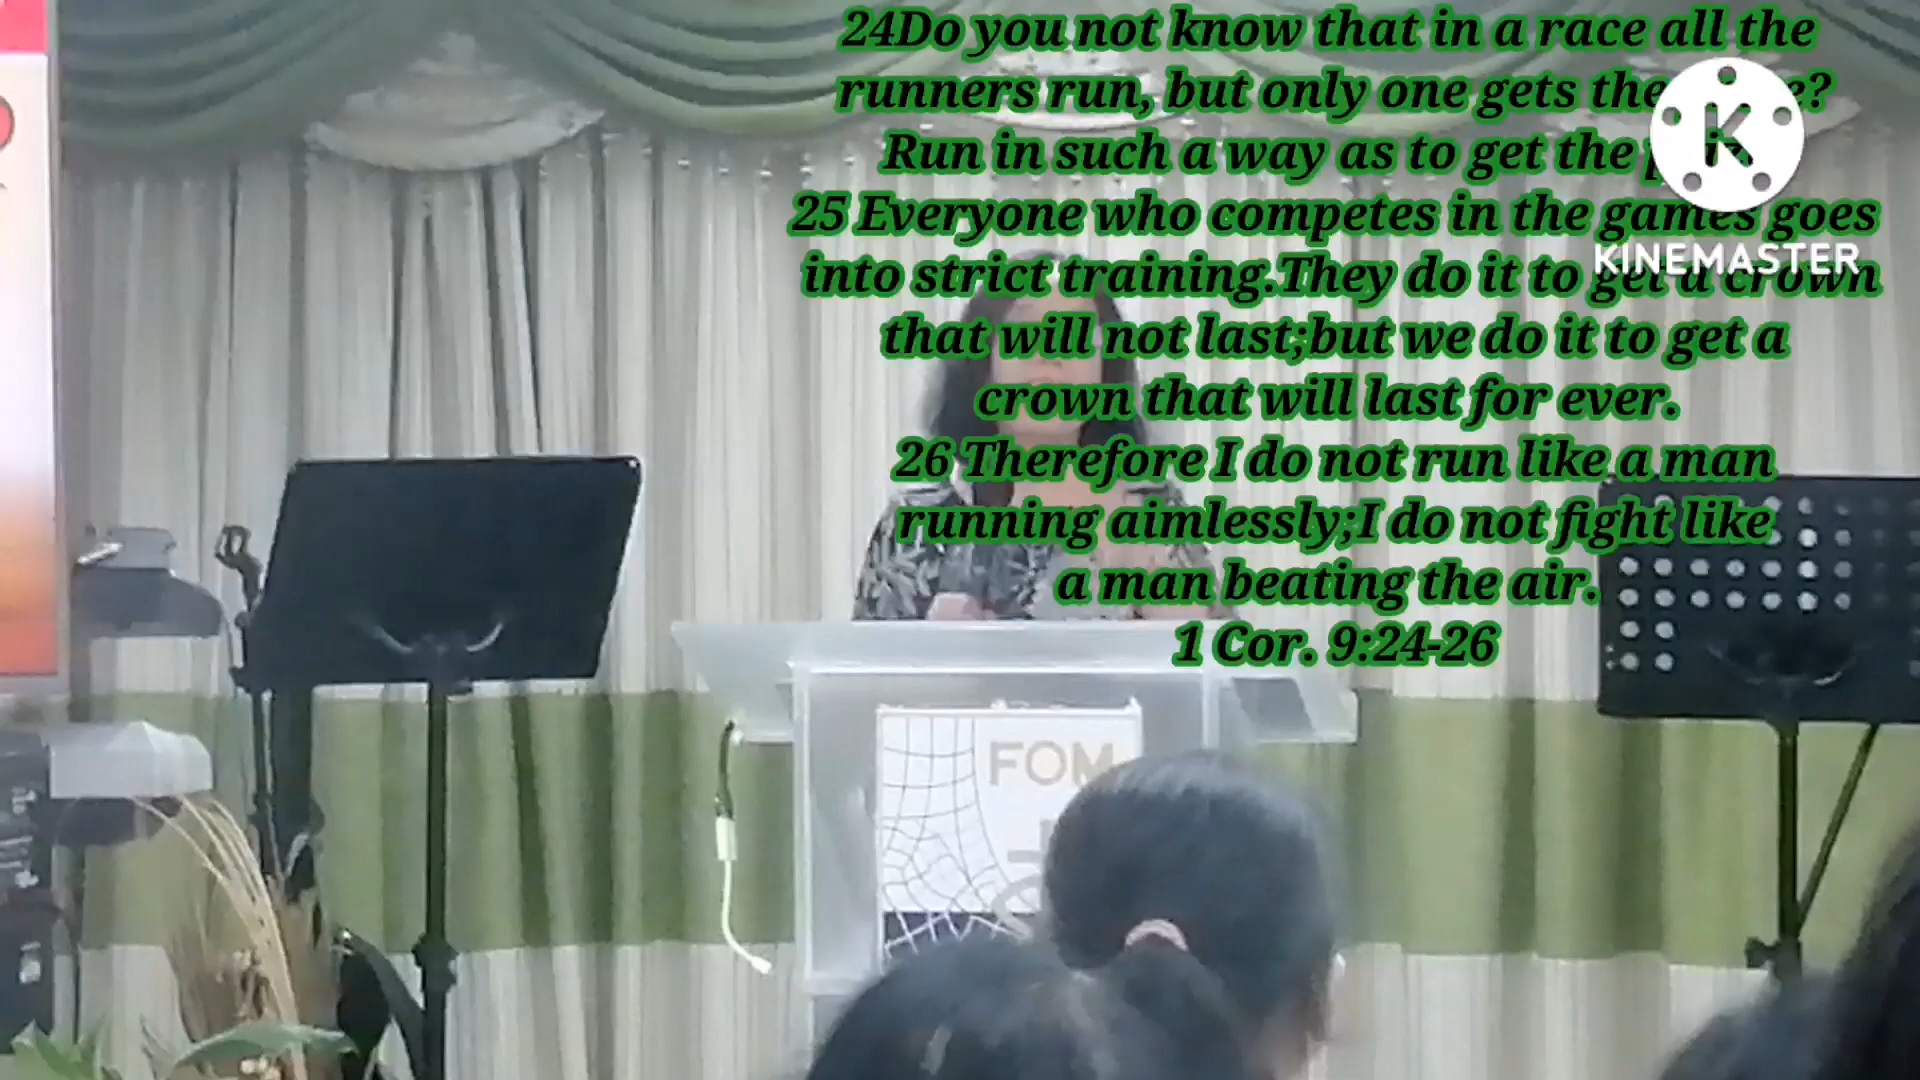 24Do you not know that in a race all the
runners run, but only one gets the
Run in such a way as to get the
25 Everyone who competes in the games goes
into strict training.They do it to get a crown
that will not last;but we do it to get a
crown that will last for ever.
26 Therefore I do not run like a man
running aimlessly;I do not fight like
a man beating the air.
1 Cor. 9:24-26
K
KINEMASTER
FOM